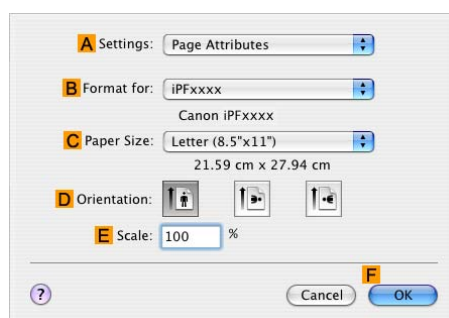 A Settings: Page Attributes
B Format for: iPFxxxx
Canon iPFxxxx
C Paper Size: Letter (8.5"x11")
21.59 cm x 27.94 cm
D Orientation:
E Scale: 100 %
F
? Cancel OK